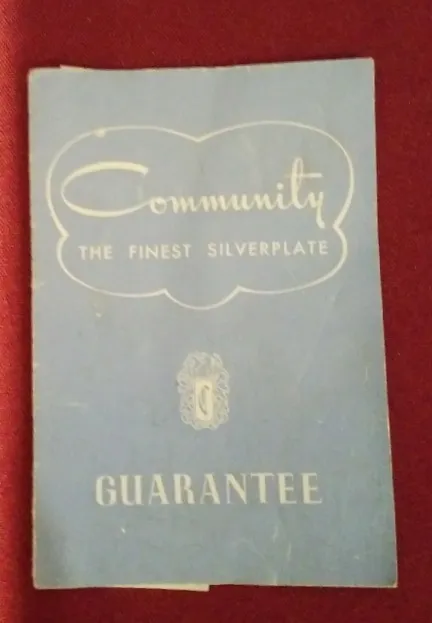 Community
THE FINEST SILVERPLATE
C
GUARANTEE